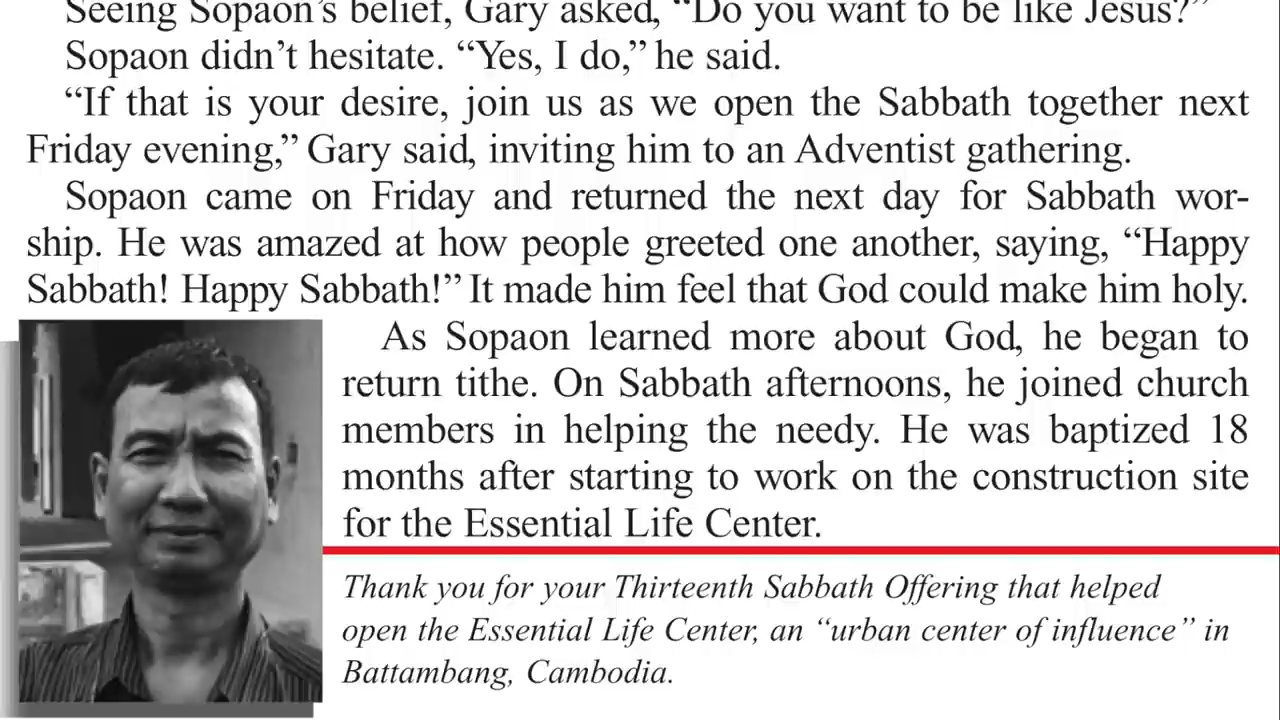 Seeing Sopaon’s belief, Gary asked, “Do you want to be like Jesus?”
Sopaon didn’t hesitate. “Yes, I do,” he said.
“If that is your desire, join us as we open the Sabbath together next
Friday evening,” Gary said, inviting him to an Adventist gathering.
Sopaon came on Friday and returned the next day for Sabbath wor-
ship. He was amazed at how people greeted one another, saying, “Happy
Sabbath! Happy Sabbath!” It made him feel that God could make him holy.
As Sopaon learned more about God, he began to
return tithe. On Sabbath afternoons, he joined church
members in helping the needy. He was baptized 18
months after starting to work on the construction site
for the Essential Life Center.
Thank you for your Thirteenth Sabbath Offering that helped
open the Essential Life Center, an “urban center of influence” in
Battambang, Cambodia.